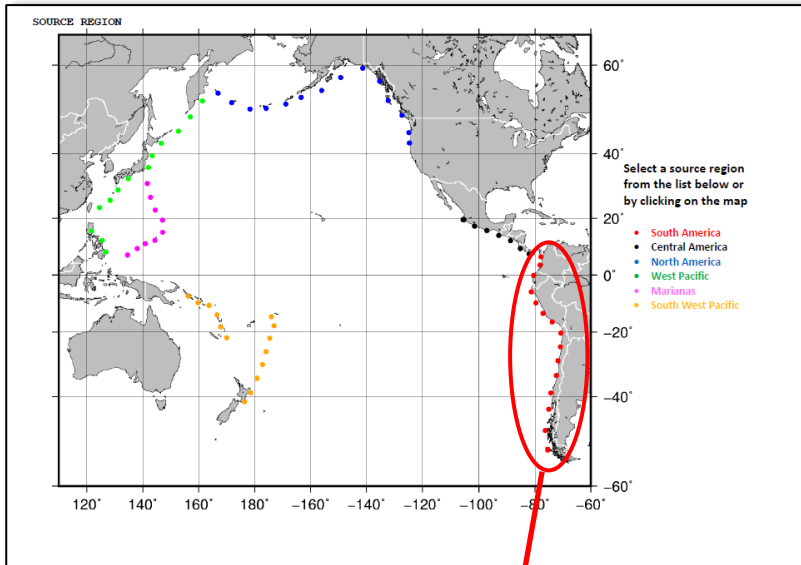 SOURCE REGION
60°
40°
20°
0°
−20°
−40°
−60°
120 140 160 180 −160 −140 −120 −100 −80 −60
Select a source region
from the list below or
by clicking on the map
• South America
• Central America
• North America
• West Pacific
• Marianas
• South West Pacific